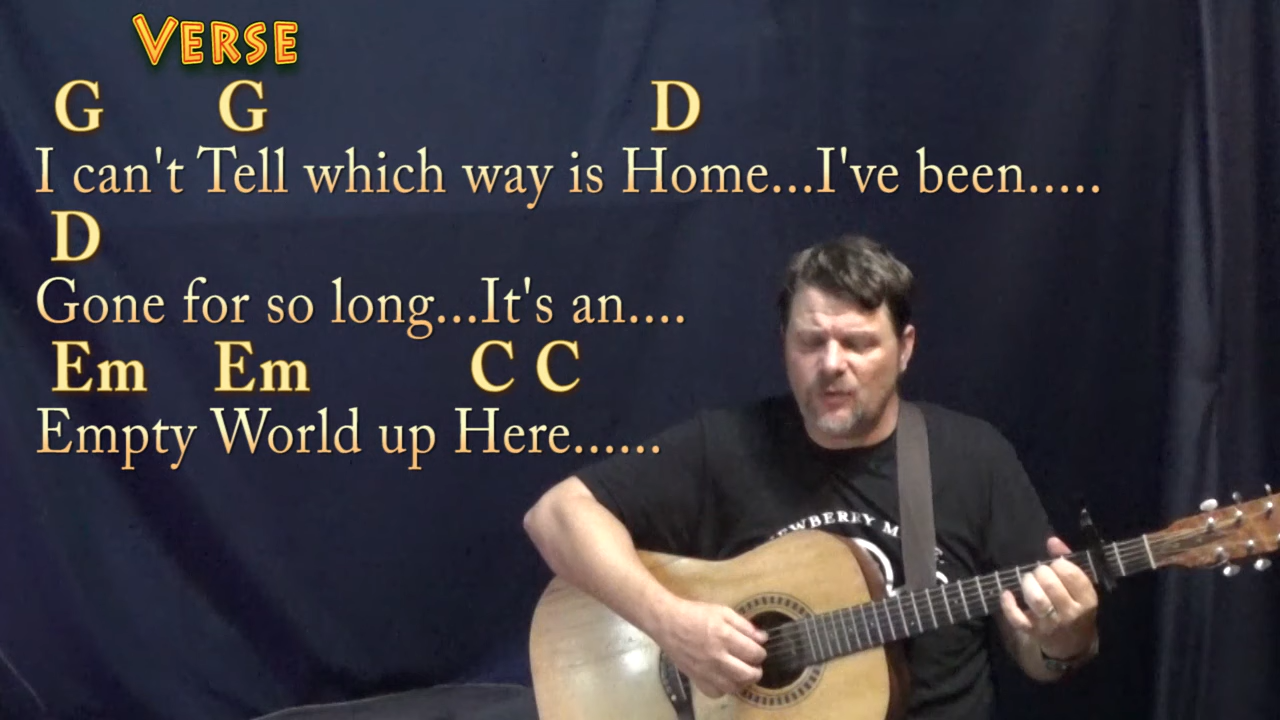 VERSE
G G D
I can't Tell which way is Home...I've been.....
D
Gone for so long...It's an....
Em Em C C
Empty World up Here......